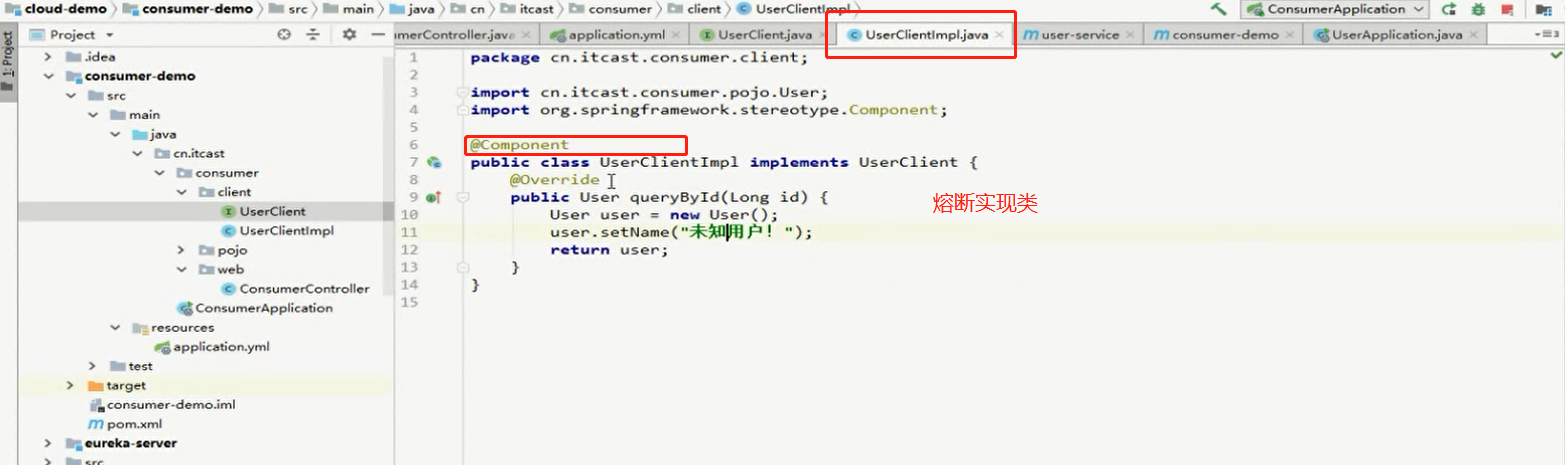 cloud-demo consumer-demo src main java cn itcast consumer client UserClientImpl ConsumerApplication
Project
umerController.java application.yml UserClient.java UserClientImpl.java user-service consumer-demo UserApplication.java
1: Project
.idea
consumer-demo
src
main
java
cn.itcast
consumer
client
UserClient
UserClientImpl
pojo
web
ConsumerController
ConsumerApplication
resources
application.yml
test
target
consumer-demo.iml
pom.xml
eureka-server
src
1 package cn.itcast.consumer.client;
2
3 import cn.itcast.consumer.pojo.User;
4 import org.springframework.stereotype.Component;
5
6 @Component
7 public class UserClientImpl implements UserClient {
8 @Override
9 public User queryById(Long id) {
10 User user = new User();
11 user.setName("未知用户！");
12 return user;
13 }
14 }
15
熔断实现类